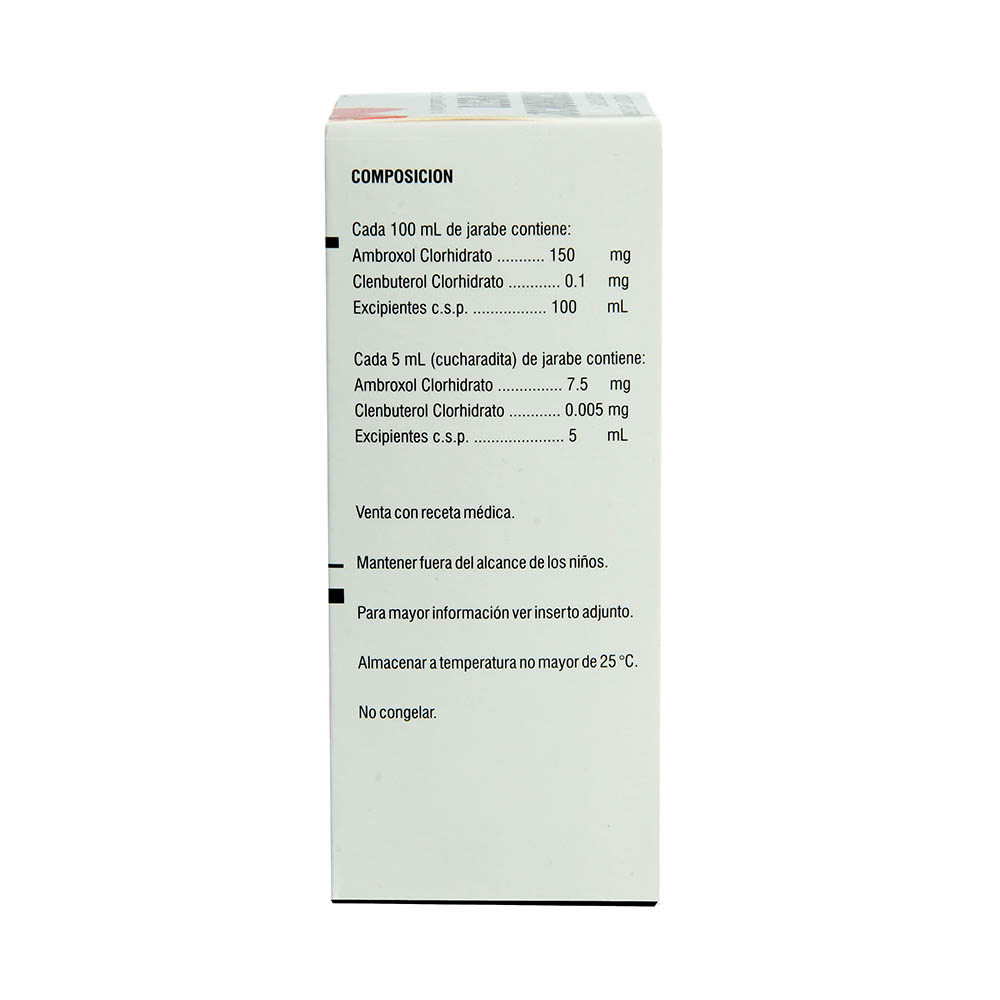 COMPOSICION
Cada 100 mL de jarabe contiene:
Ambroxol Clorhidrato ........... 150 mg
Clenbuterol Clorhidrato ............ 0.1 mg
Excipientes c.s.p. ................. 100 mL
Cada 5 mL (cucharadita) de jarabe contiene:
Ambroxol Clorhidrato ............... 7.5 mg
Clenbuterol Clorhidrato ............ 0.005 mg
Excipientes c.s.p. ..................... 5 mL
Venta con receta médica.
Mantener fuera del alcance de los niños.
Para mayor información ver inserto adjunto.
Almacenar a temperatura no mayor de 25 °C.
No congelar.